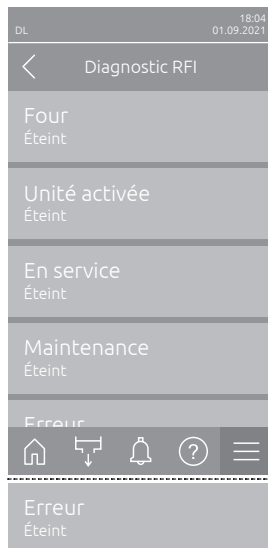 18:04
DL 01.09.2021
Diagnostic RFI
Four
Éteint
Unité activée
Éteint
En service
Éteint
Maintenance
Éteint
Erreur
?
Erreur
Éteint